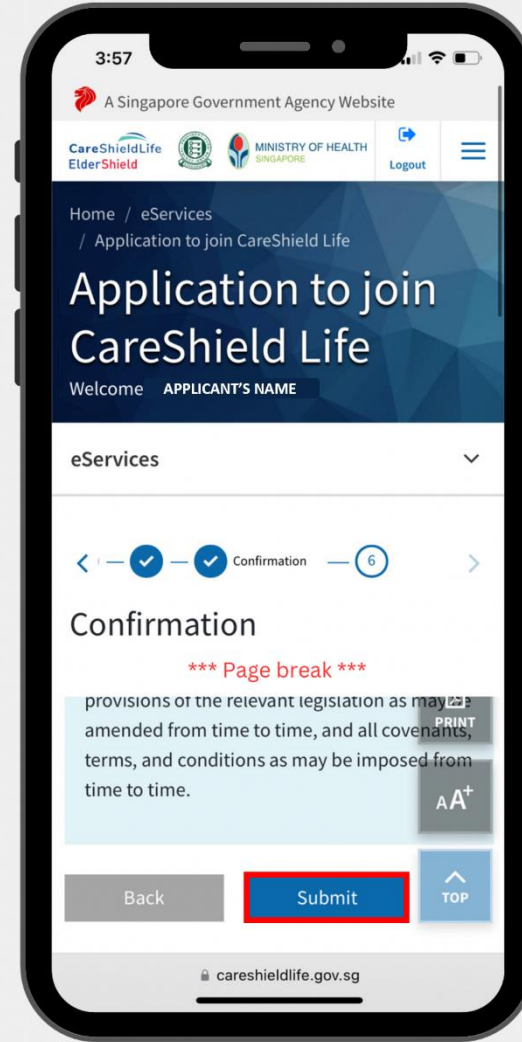 3:57
A Singapore Government Agency Website
CareShieldLife
ElderShield
MINISTRY OF HEALTH
SINGAPORE
Logout
Home / eServices
/ Application to join CareShield Life
Application to join
CareShield Life
Welcome APPLICANT'S NAME
eServices
Confirmation
6
Confirmation
*** Page break ***
provisions of the relevant legislation as may be
amended from time to time, and all covenants,
terms, and conditions as may be imposed from
time to time.
PRINT
AA+
Back
Submit
TOP
careshieldlife.gov.sg